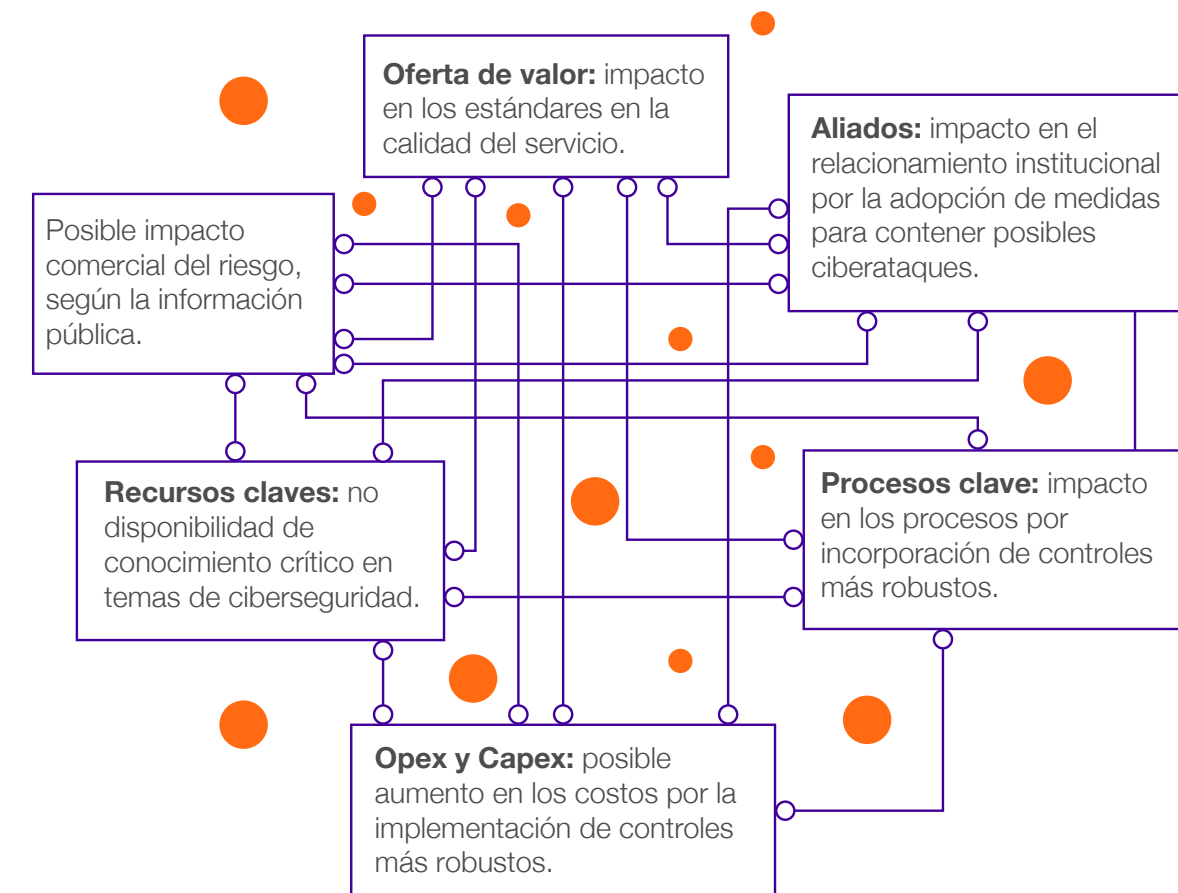 Oferta de valor: impacto
en los estándares en la
calidad del servicio.
Aliados: impacto en el
relacionamiento institucional
por la adopción de medidas
para contener posibles
ciberataques.
Posible impacto
comercial del riesgo,
según la información
pública.
Recursos claves: no
disponibilidad de
conocimiento crítico en
temas de ciberseguridad.
Procesos clave: impacto
en los procesos por
incorporación de controles
más robustos.
Opex y Capex: posible
aumento en los costos por la
implementación de controles
más robustos.